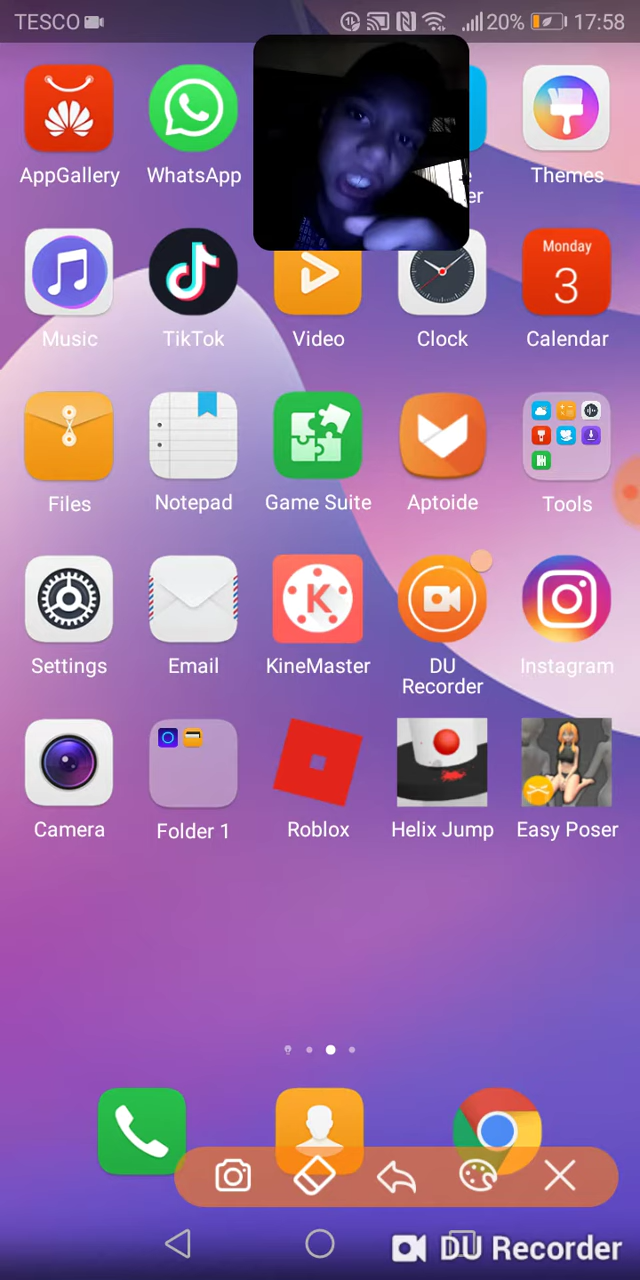 TESCO 20% 17:58
AppGallery WhatsApp er Themes
Monday
3
Music TikTok Video Clock Calendar
Files Notepad Game Suite Aptoide Tools
K
Settings Email KineMaster DU Recorder Instagram
Camera Folder 1 Roblox Helix Jump Easy Poser
DU Recorder